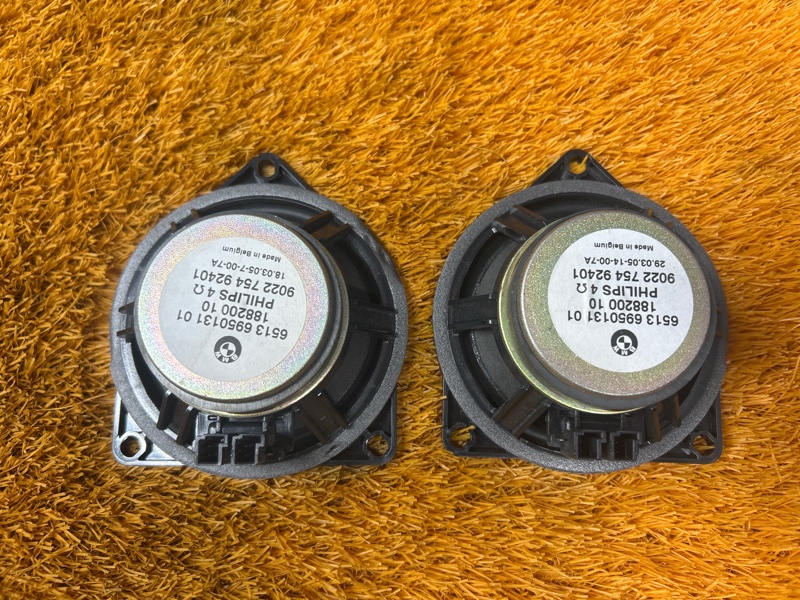 BMW
6513 6950131 01
188200 10
PHILIPS 4 Ω
9022 754 92401
18.03.05-7-00-7A
Made in Belgium
BMW
6513 6950131 01
188200 10
PHILIPS 4 Ω
9022 754 92401
29.03.05-14-00-7A
Made in Belgium